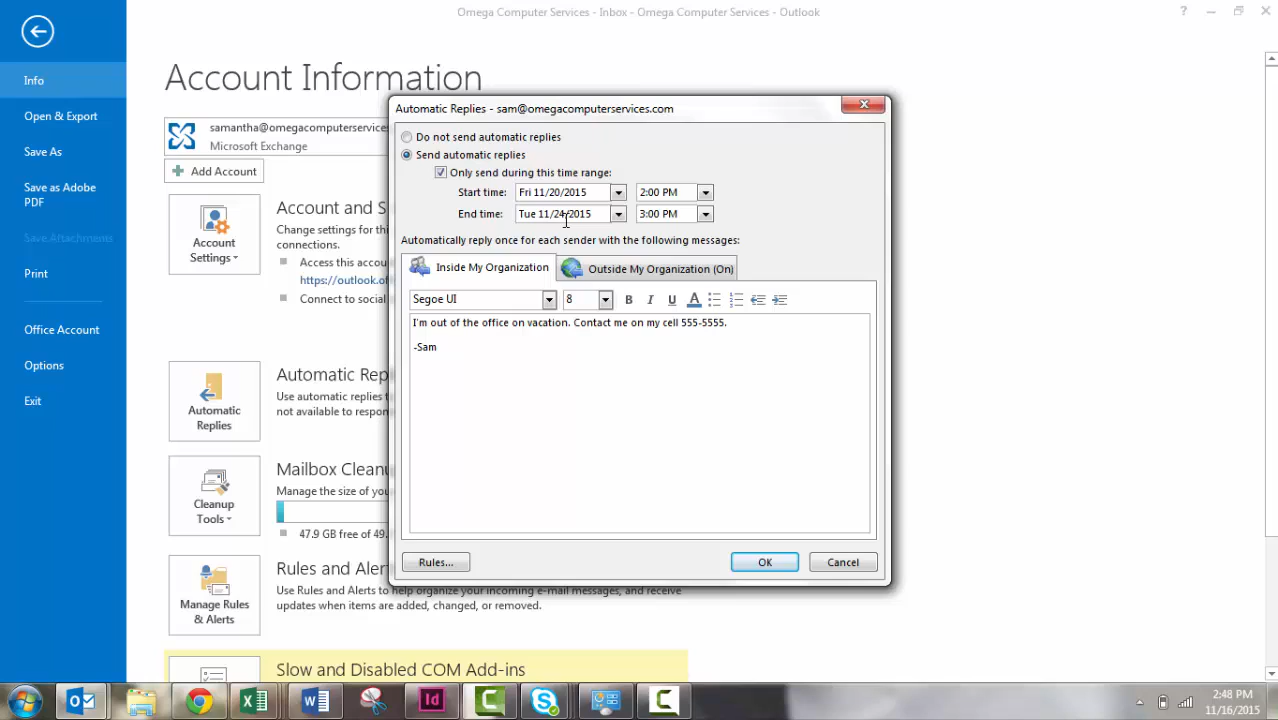 Omega Computer Services - Inbox - Omega Computer Services - Outlook
?
Info
Open & Export
Save As
Save as Adobe
PDF
Save Attachments
Print
Office Account
Options
Exit
Account Information
samantha@omegacomputerservices
Microsoft Exchange
Add Account
Account
Settings
Account and S
Change settings for thi
connections.
Access this accou
https://outlook.of
Connect to social
Automatic
Replies
Automatic Rep
Use automatic replies t
not available to respon
Cleanup
Tools
Mailbox Cleanu
Manage the size of you
47.9 GB free of 49.
Manage Rules
& Alerts
Rules and Aler
Use Rules and Alerts to help organize your incoming e-mail messages, and receive
updates when items are added, changed, or removed.
Slow and Disabled COM Add-ins
Automatic Replies - sam@omegacomputerservices.com
Do not send automatic replies
Send automatic replies
Only send during this time range:
Start time: Fri 11/20/2015 2:00 PM
End time: Tue 11/24/2015 3:00 PM
Automatically reply once for each sender with the following messages:
Inside My Organization Outside My Organization (On)
Segoe UI 8 B I U A
I'm out of the office on vacation. Contact me on my cell 555-5555.
-Sam
Rules... OK Cancel
2:48 PM
11/16/2015